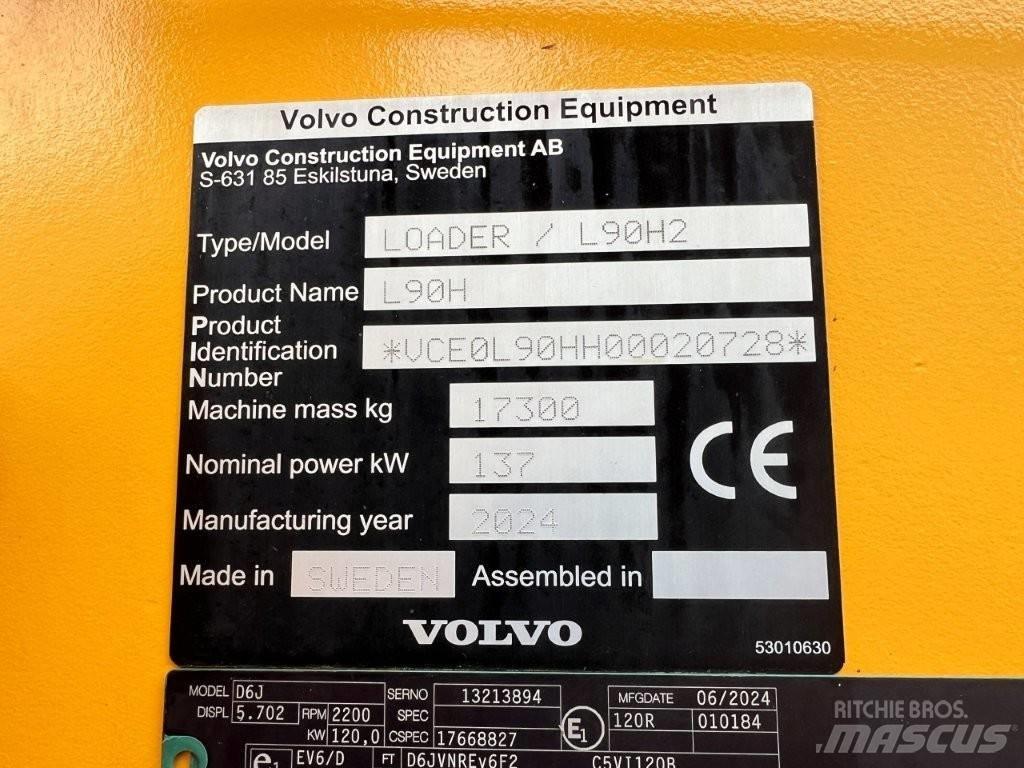 Volvo Construction Equipment
Volvo Construction Equipment AB
S-631 85 Eskilstuna, Sweden
Type/Model LOADER / L90H2
Product Name L90H
Product
Identification *VCE0L90HH00020728*
Number
Machine mass kg 17300
Nominal power kW 137
CE
Manufacturing year 2024
Made in SWEDEN Assembled in
VOLVO
53010630
MODEL D6J SERNO 13213894 MFGDATE 06/2024
DISPL 5.702 RPM 2200 SPEC E1 120R 010184
KW 120,0 CSPEC 17668827
e1 EV6/D FT D6JVNREv6F2 C5VI120B
RITCHIE BROS.
MASCUS